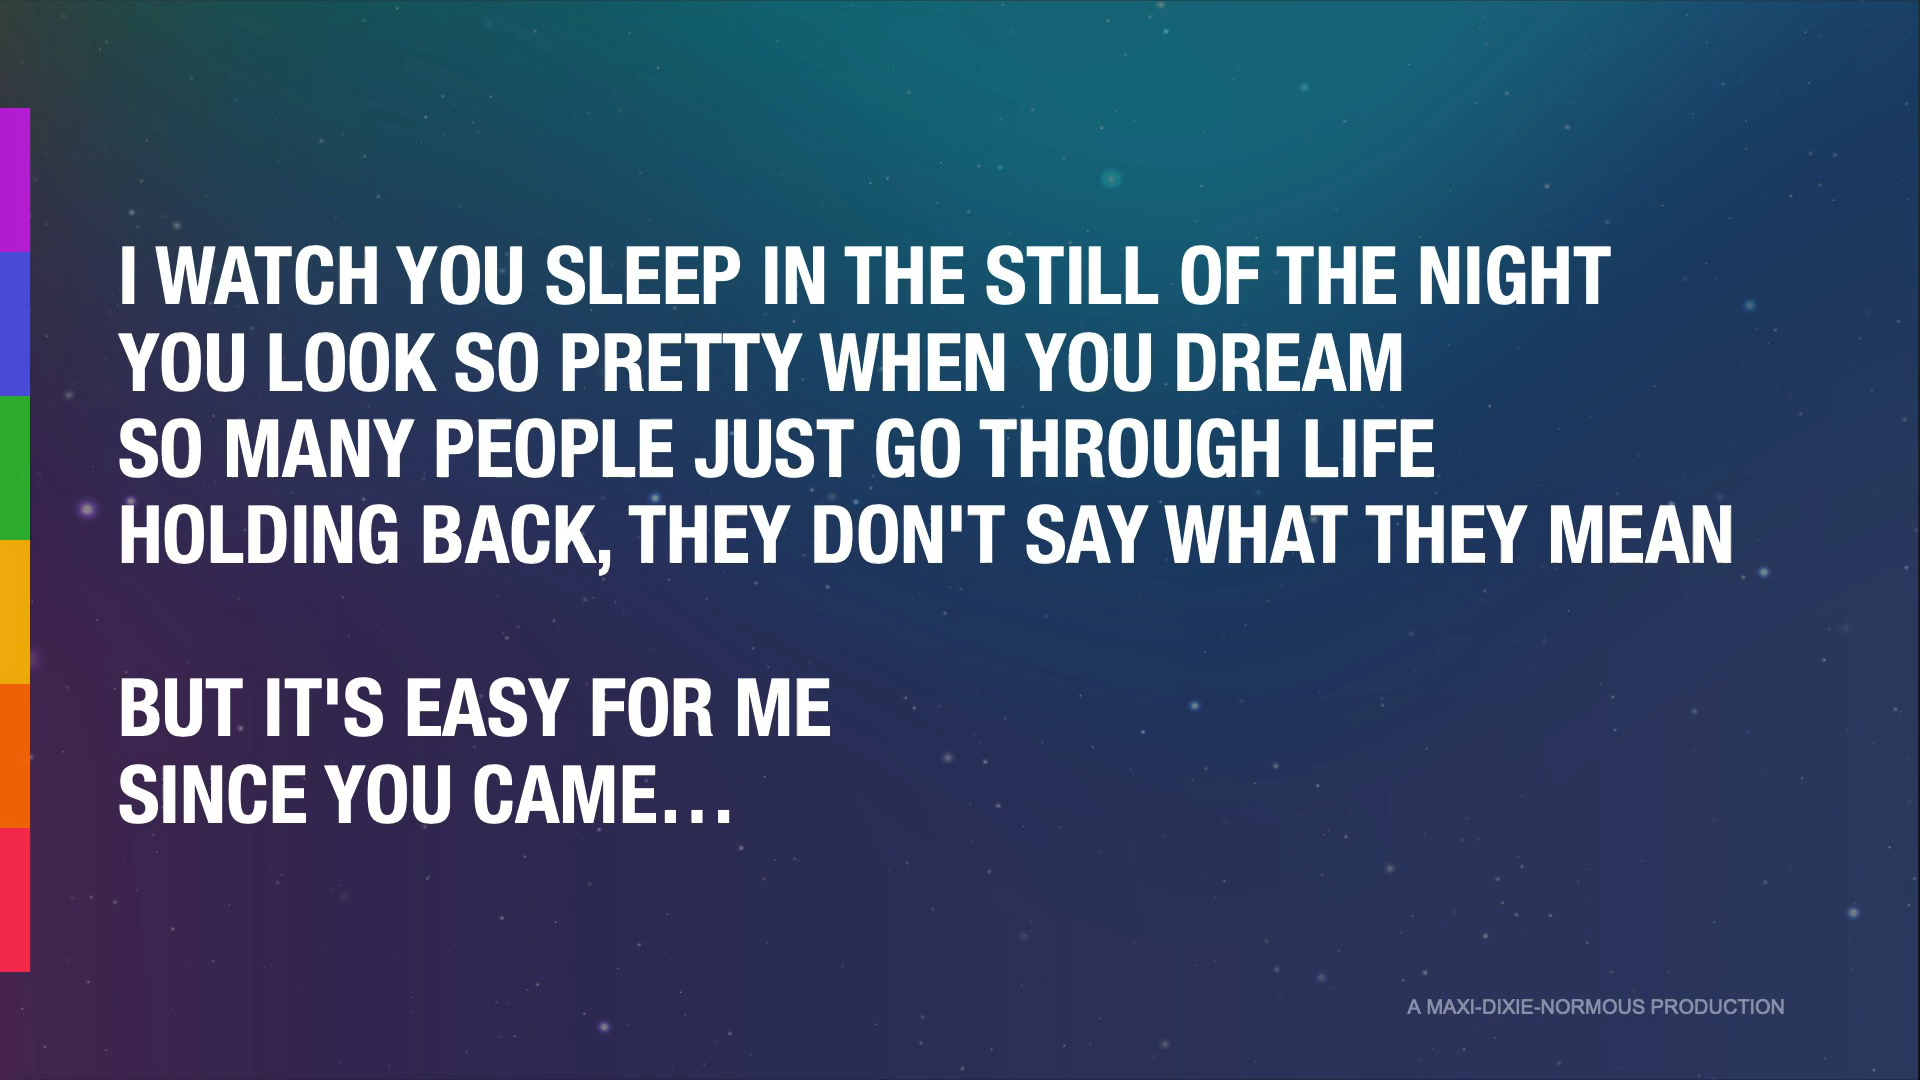 I WATCH YOU SLEEP IN THE STILL OF THE NIGHT
YOU LOOK SO PRETTY WHEN YOU DREAM
SO MANY PEOPLE JUST GO THROUGH LIFE
HOLDING BACK, THEY DON'T SAY WHAT THEY MEAN
BUT IT'S EASY FOR ME
SINCE YOU CAME...
A MAXI-DIXIE-NORMOUS PRODUCTION